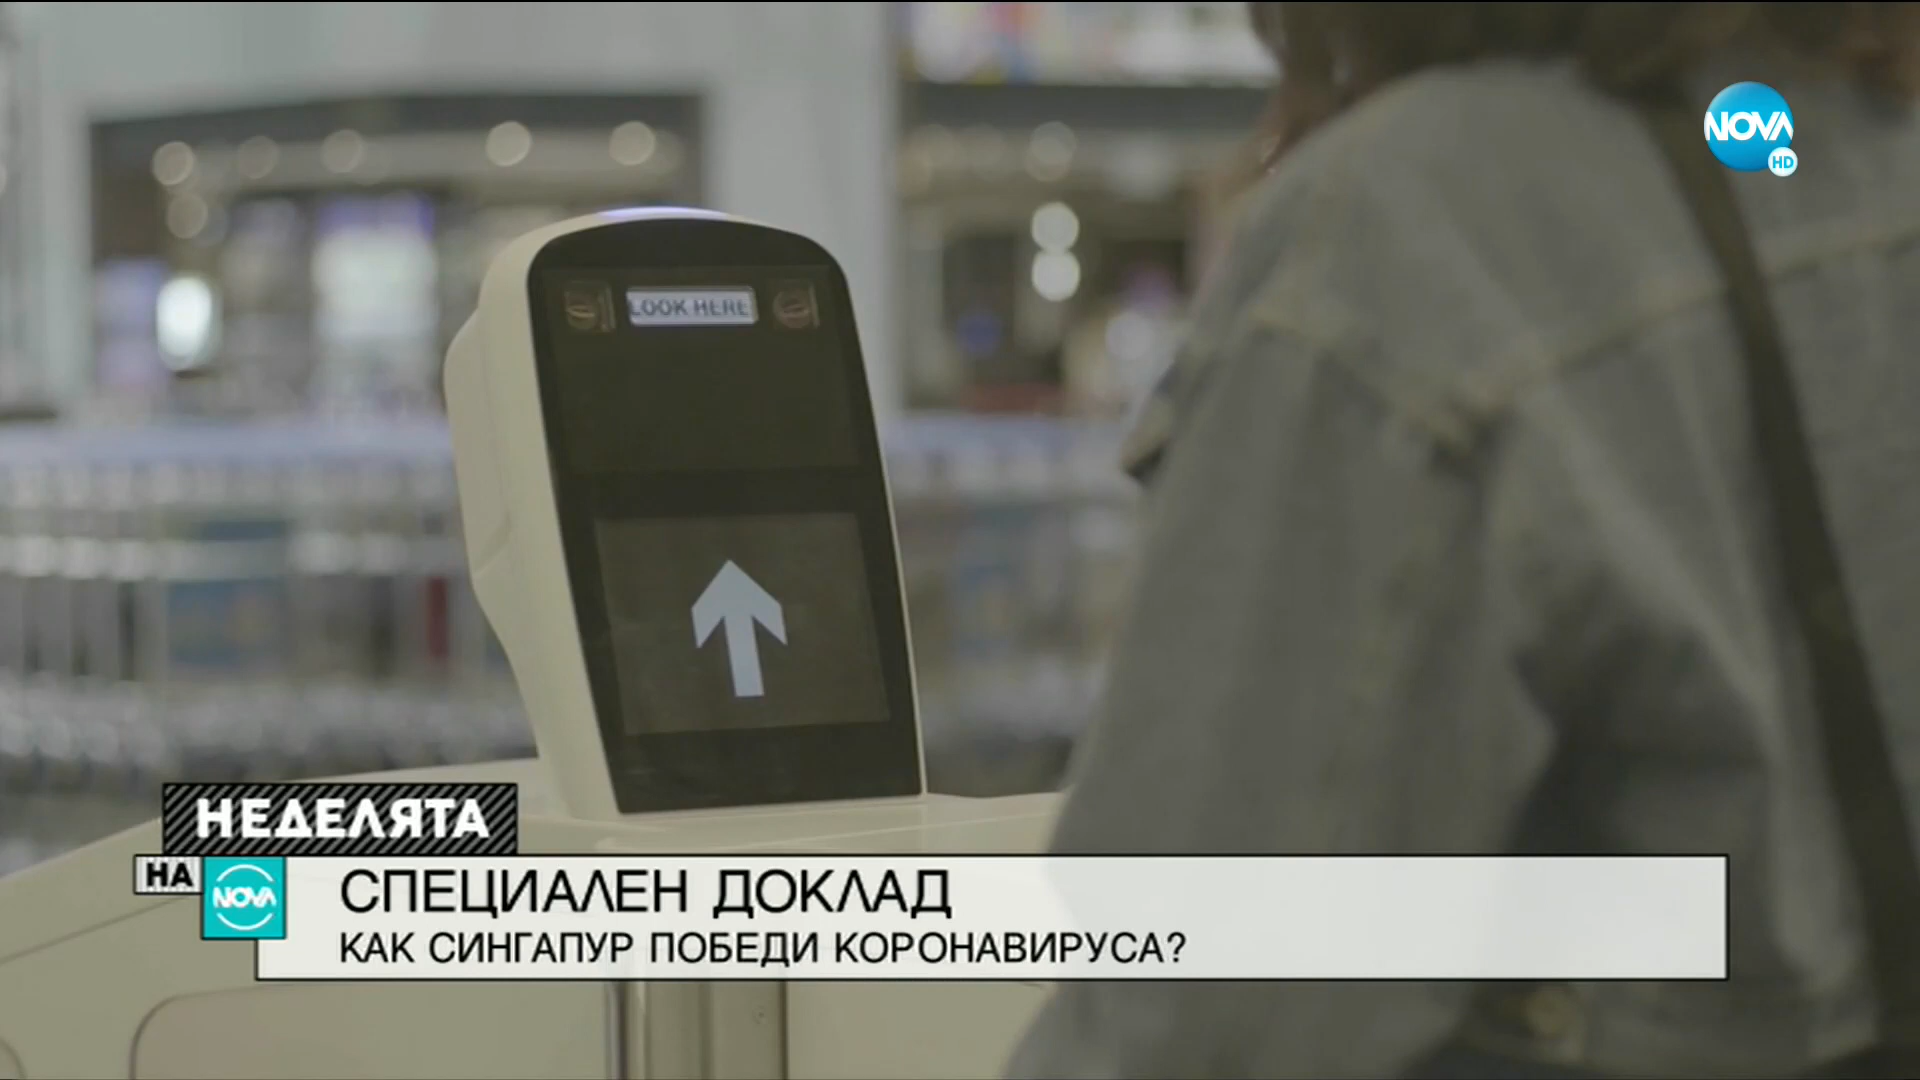 NOVA
HD
LOOK HERE
НЕДЕЛЯТА
НА
NOVA
СПЕЦИАЛЕН ДОКЛАД
КАК СИНГАПУР ПОБЕДИ КОРОНАВИРУСА?